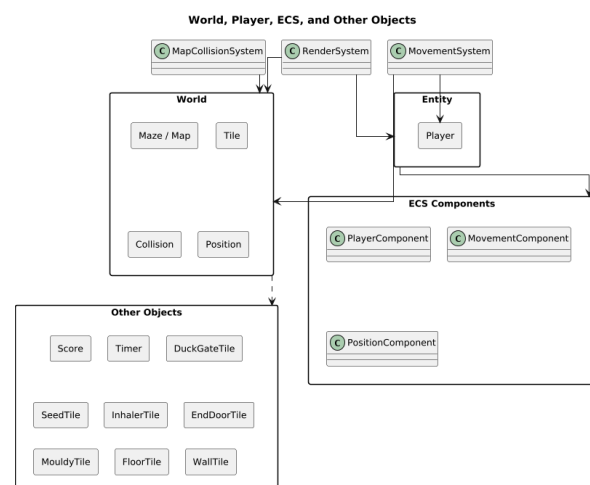 World, Player, ECS, and Other Objects
C MapCollisionSystem
C RenderSystem
C MovementSystem
World
Maze / Map
Tile
Collision
Position
Entity
Player
ECS Components
C PlayerComponent
C MovementComponent
C PositionComponent
Other Objects
Score
Timer
DuckGateTile
SeedTile
InhalerTile
EndDoorTile
MouldyTile
FloorTile
WallTile